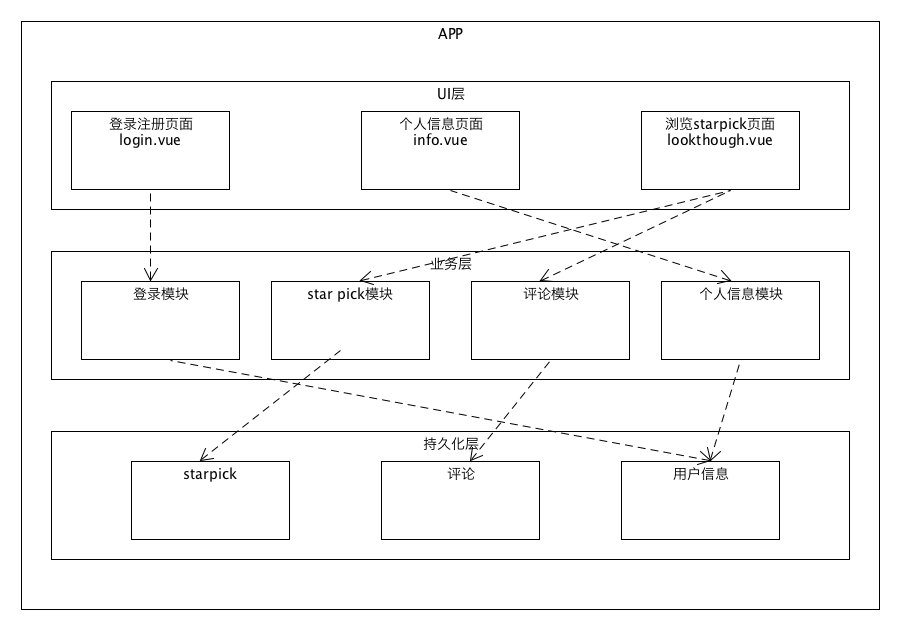 APP
UI层
登录注册页面
login.vue
个人信息页面
info.vue
浏览starpick页面
lookthough.vue
业务层
登录模块
star pick模块
评论模块
个人信息模块
持久化层
starpick
评论
用户信息